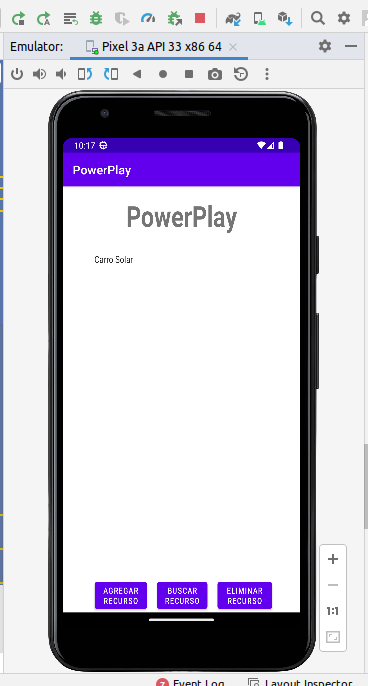 Emulator: Pixel 3a API 33 x86 64
10:17
PowerPlay
PowerPlay
Carro Solar
AGREGAR RECURSO
BUSCAR RECURSO
ELIMINAR RECURSO
1:1
Event Log Layout Inspector